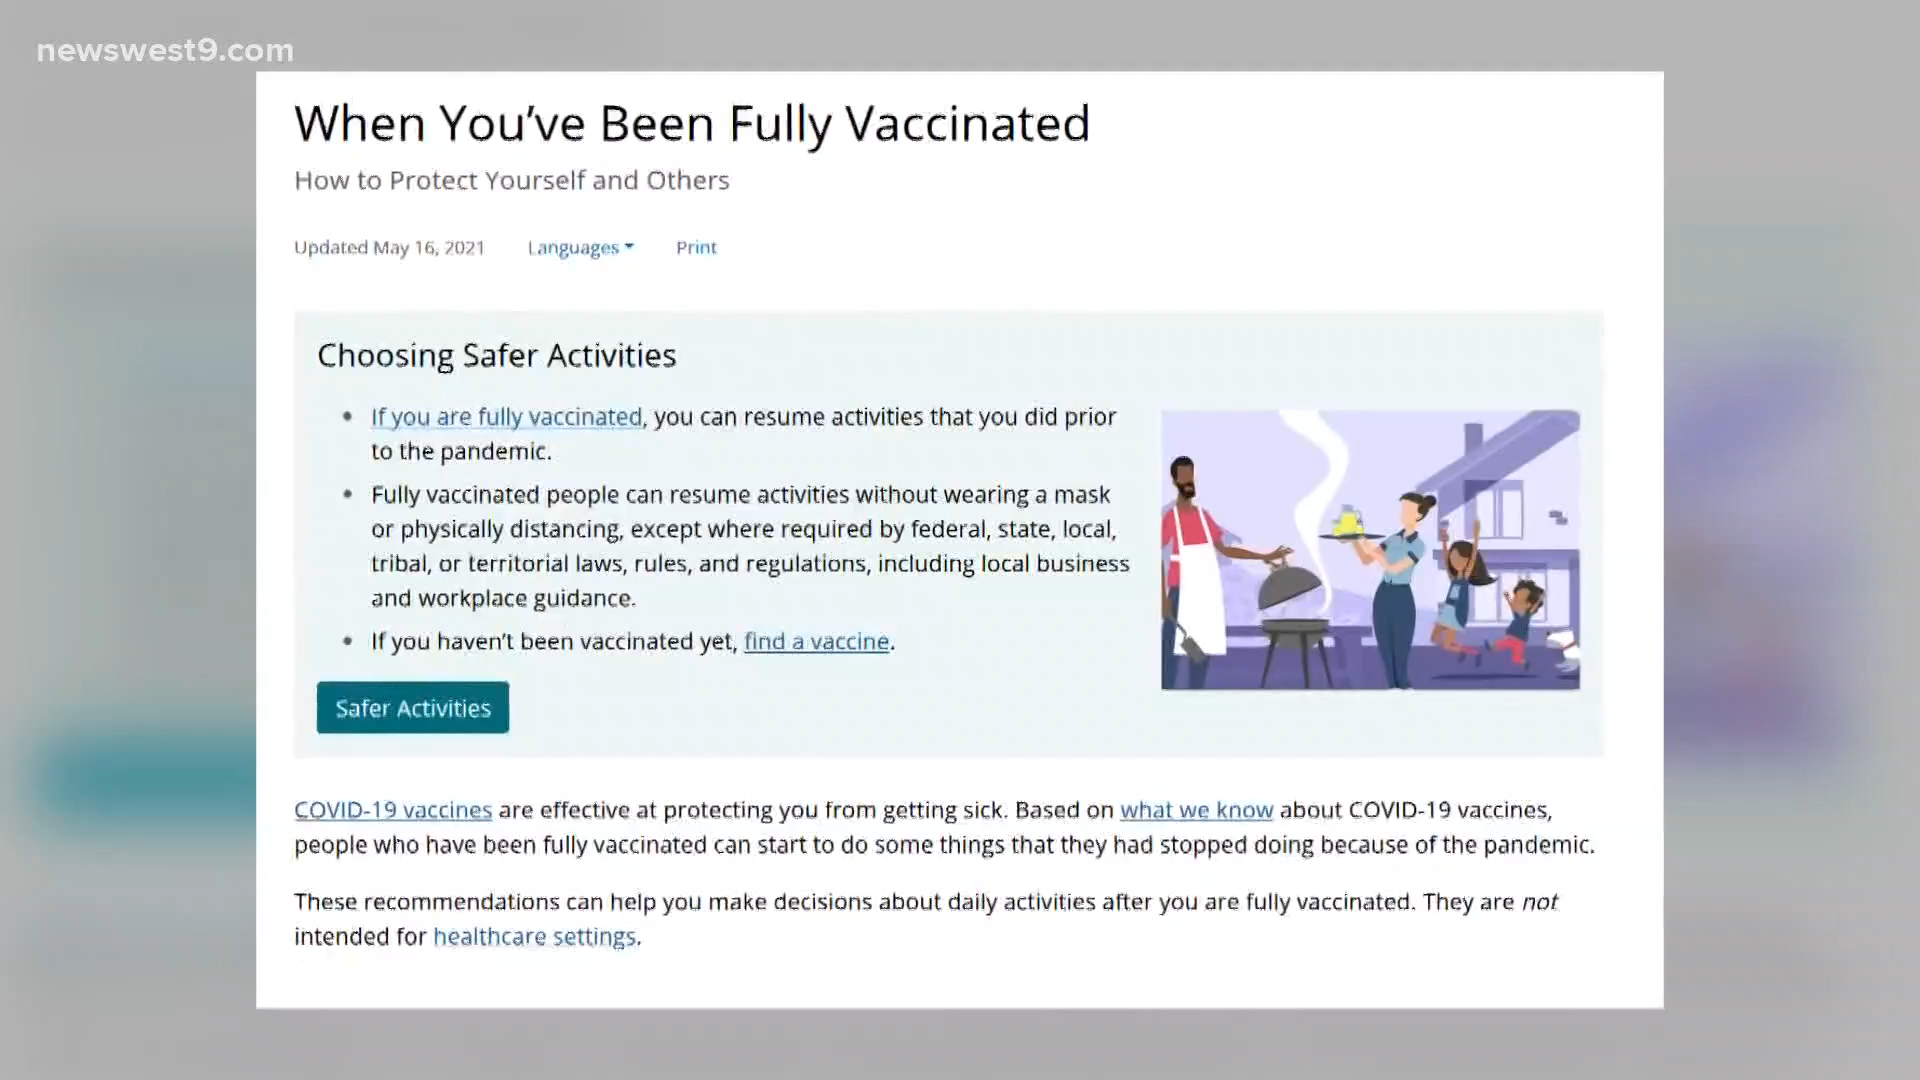 newswest9.com
When You've Been Fully Vaccinated
How to Protect Yourself and Others
Updated May 16, 2021 Languages Print
Choosing Safer Activities
• If you are fully vaccinated, you can resume activities that you did prior
to the pandemic.
• Fully vaccinated people can resume activities without wearing a mask
or physically distancing, except where required by federal, state, local,
tribal, or territorial laws, rules, and regulations, including local business
and workplace guidance.
• If you haven't been vaccinated yet, find a vaccine.
Safer Activities
COVID-19 vaccines are effective at protecting you from getting sick. Based on what we know about COVID-19 vaccines,
people who have been fully vaccinated can start to do some things that they had stopped doing because of the pandemic.
These recommendations can help you make decisions about daily activities after you are fully vaccinated. They are not
intended for healthcare settings.